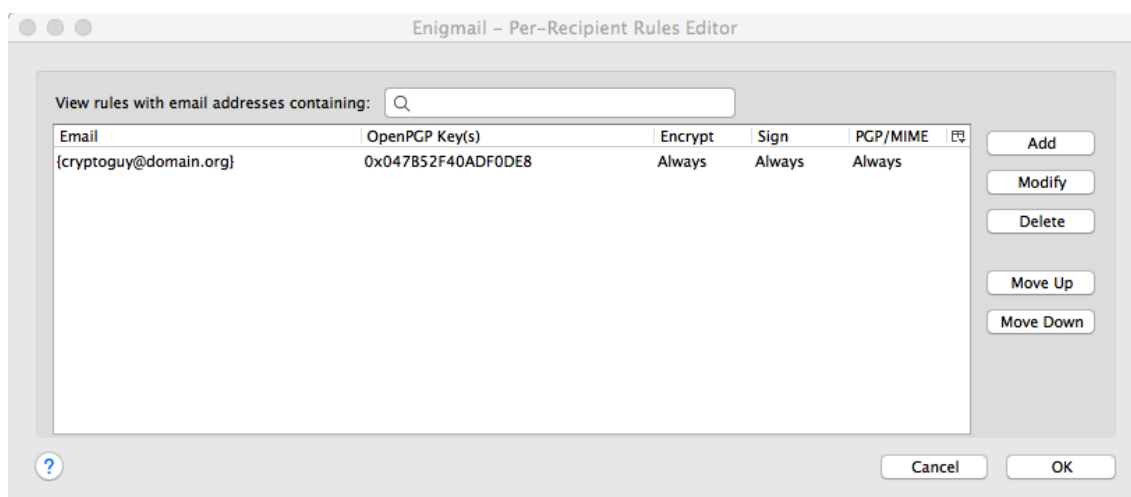 Enigmail – Per-Recipient Rules Editor
View rules with email addresses containing:
Email OpenPGP Key(s) Encrypt Sign PGP/MIME
{cryptoguy@domain.org} 0x047B52F40ADF0DE8 Always Always Always
Add
Modify
Delete
Move Up
Move Down
? Cancel OK